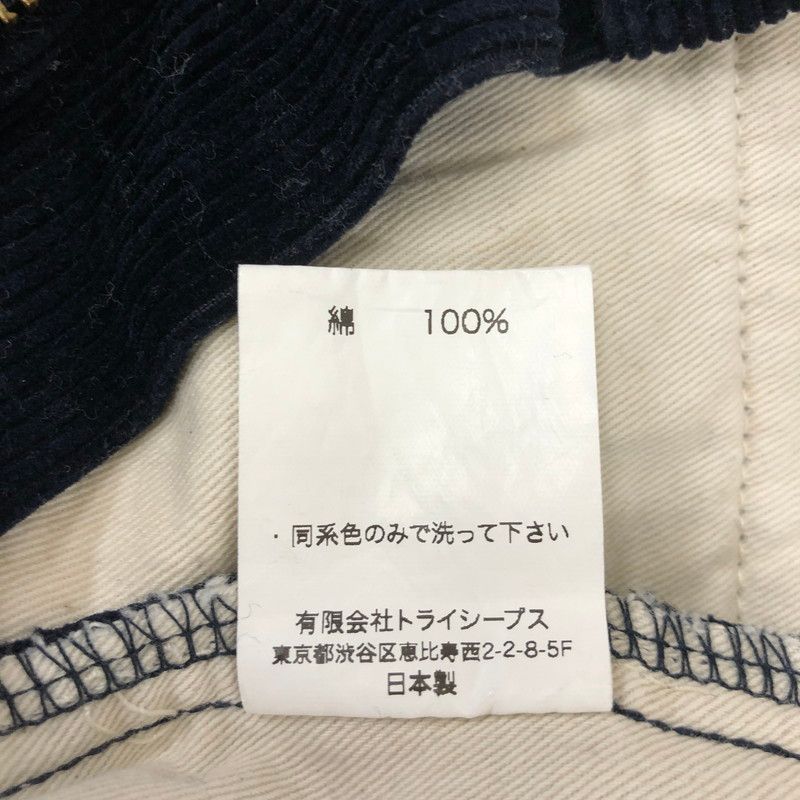 綿 100%
・同系色のみで洗って下さい
有限会社トライシープス
東京都渋谷区恵比寿西2-2-8-5F
日本製